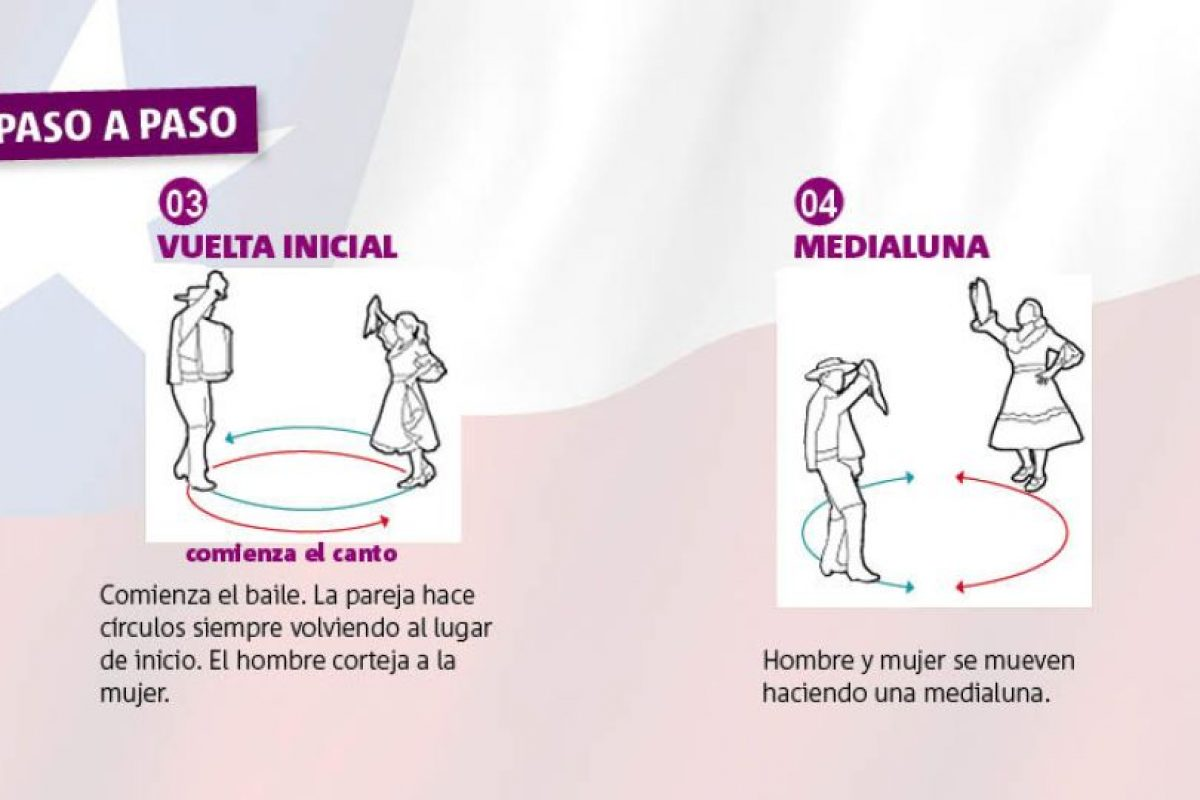 PASO A PASO
03
VUELTA INICIAL
comienza el canto
Comienza el baile. La pareja hace
círculos siempre volviendo al lugar
de inicio. El hombre corteja a la
mujer.
04
MEDIALUNA
Hombre y mujer se mueven
haciendo una medialuna.